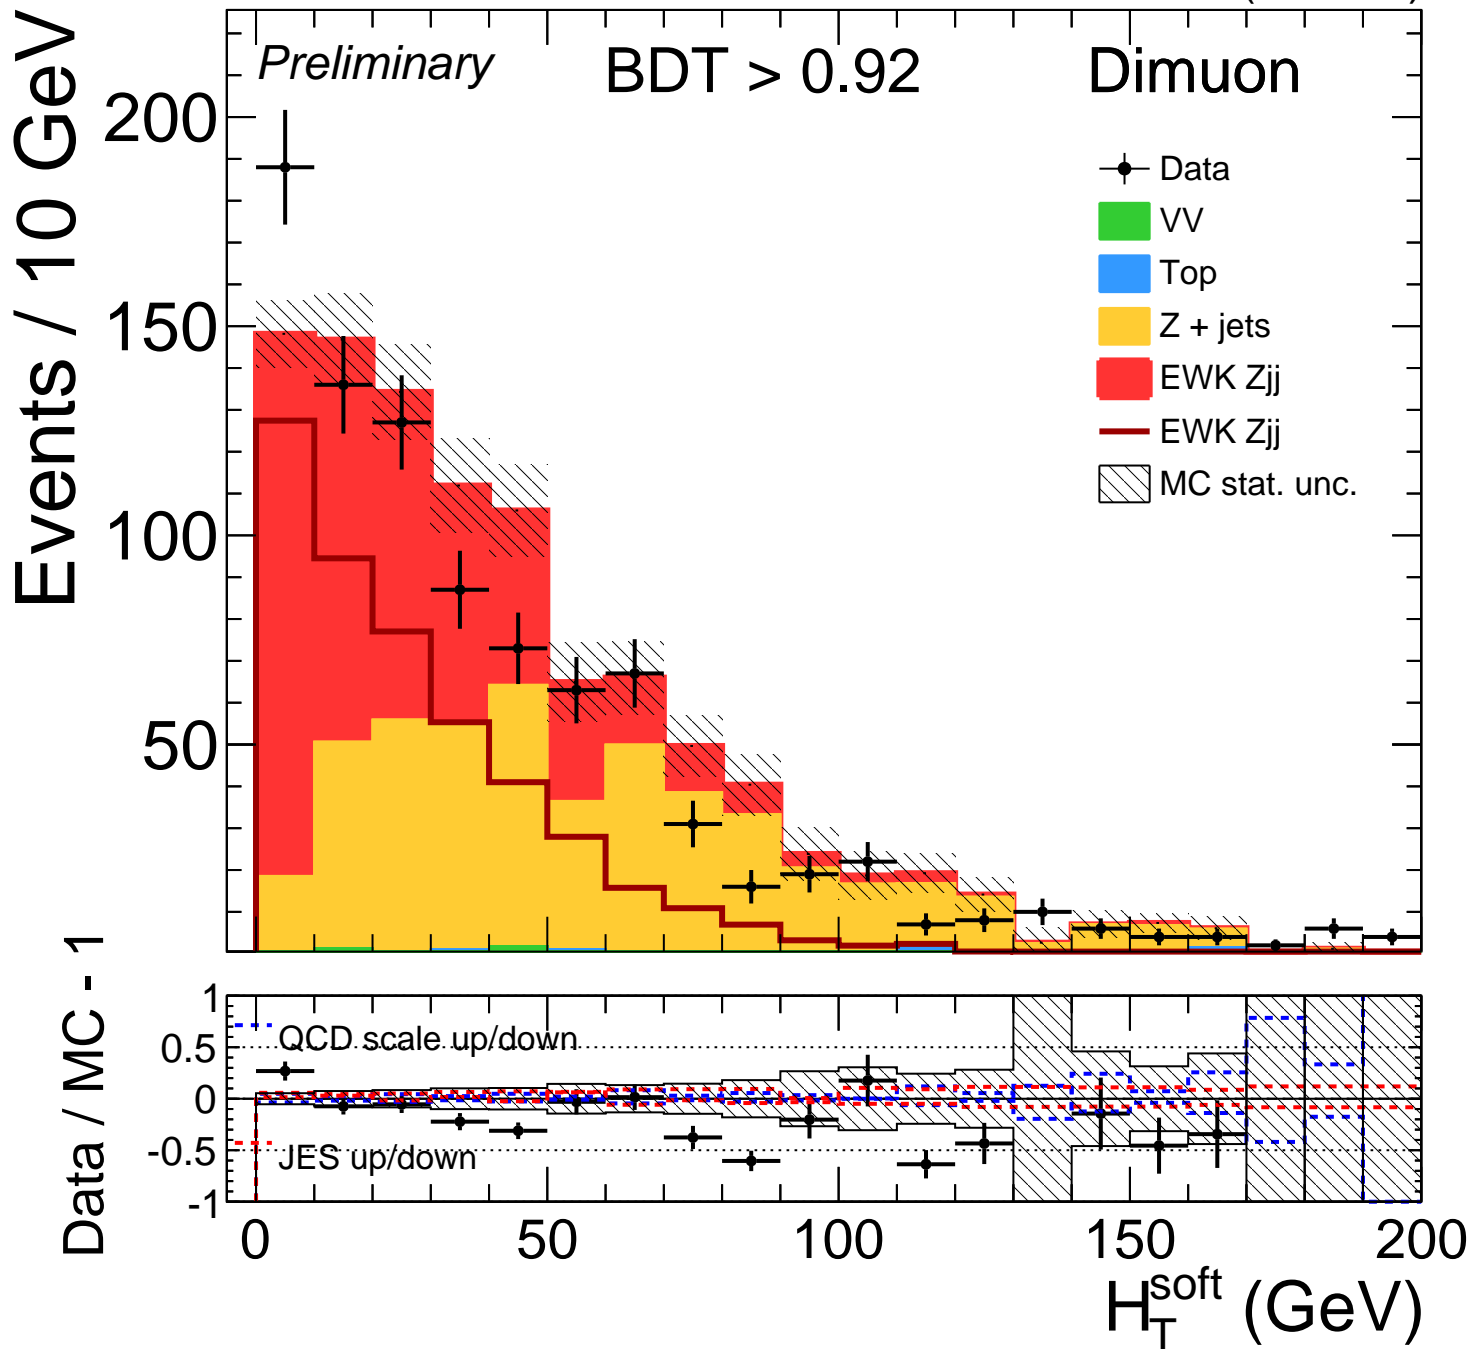 Preliminary
BDT > 0.92
Dimuon
Data
VV
Top
Z + jets
EWK Zjj
EWK Zjj
MC stat. unc.
Events / 10 GeV
200
150
100
50
Data / MC - 1
1
0.5
0
-0.5
-1
QCD scale up/down
JES up/down
0 50 100 150 200
H_T^soft (GeV)